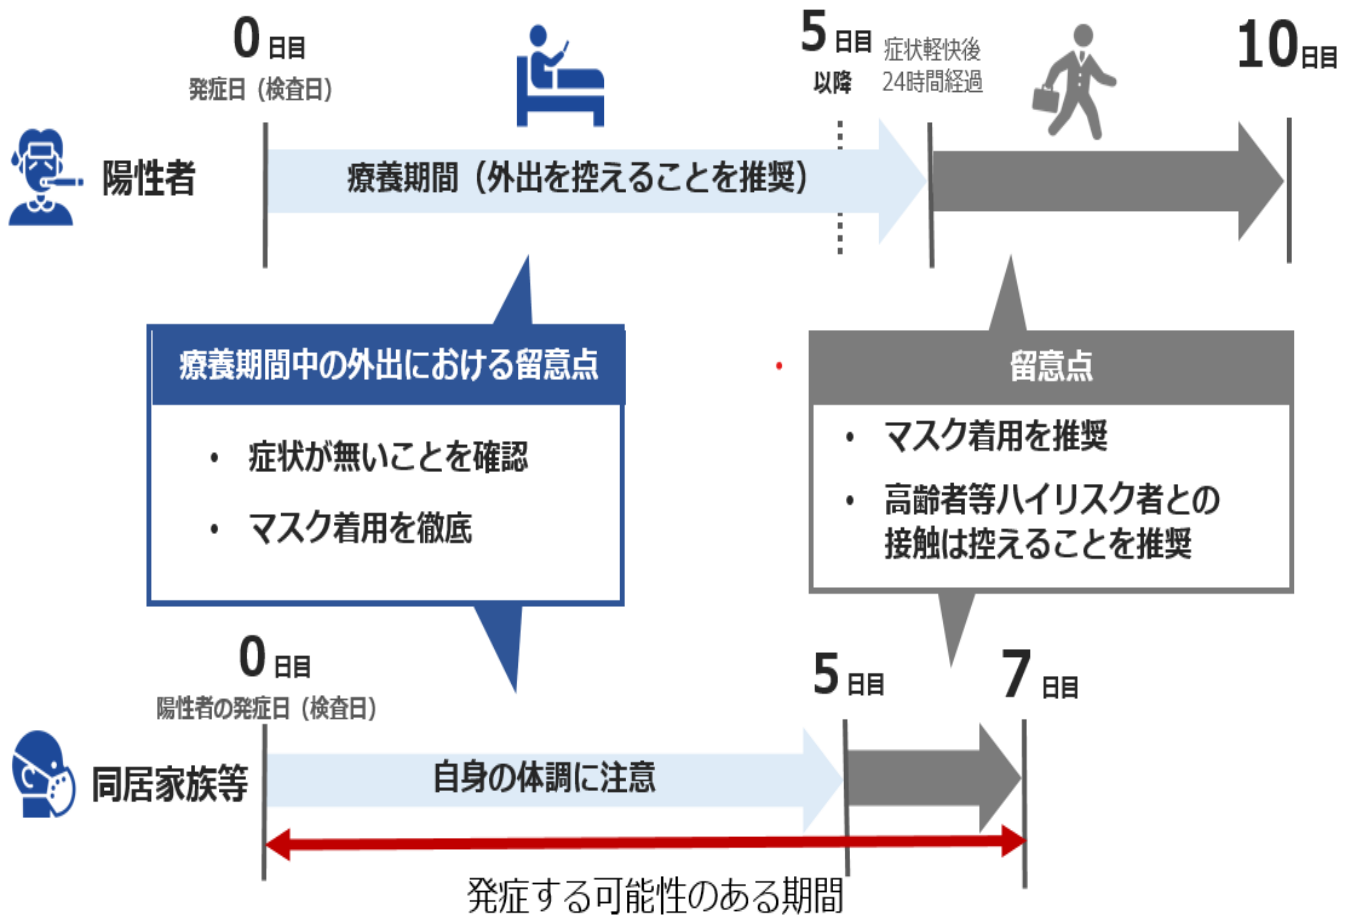 0日目
発症日（検査日）
5日目
以降
症状軽快後
24時間経過
10日目
陽性者
療養期間（外出を控えることを推奨）
療養期間中の外出における留意点
・ 症状が無いことを確認
・ マスク着用を徹底
留意点
・ マスク着用を推奨
・ 高齢者等ハイリスク者との
接触は控えることを推奨
0日目
陽性者の発症日（検査日）
5日目
7日目
同居家族等
自身の体調に注意
発症する可能性のある期間